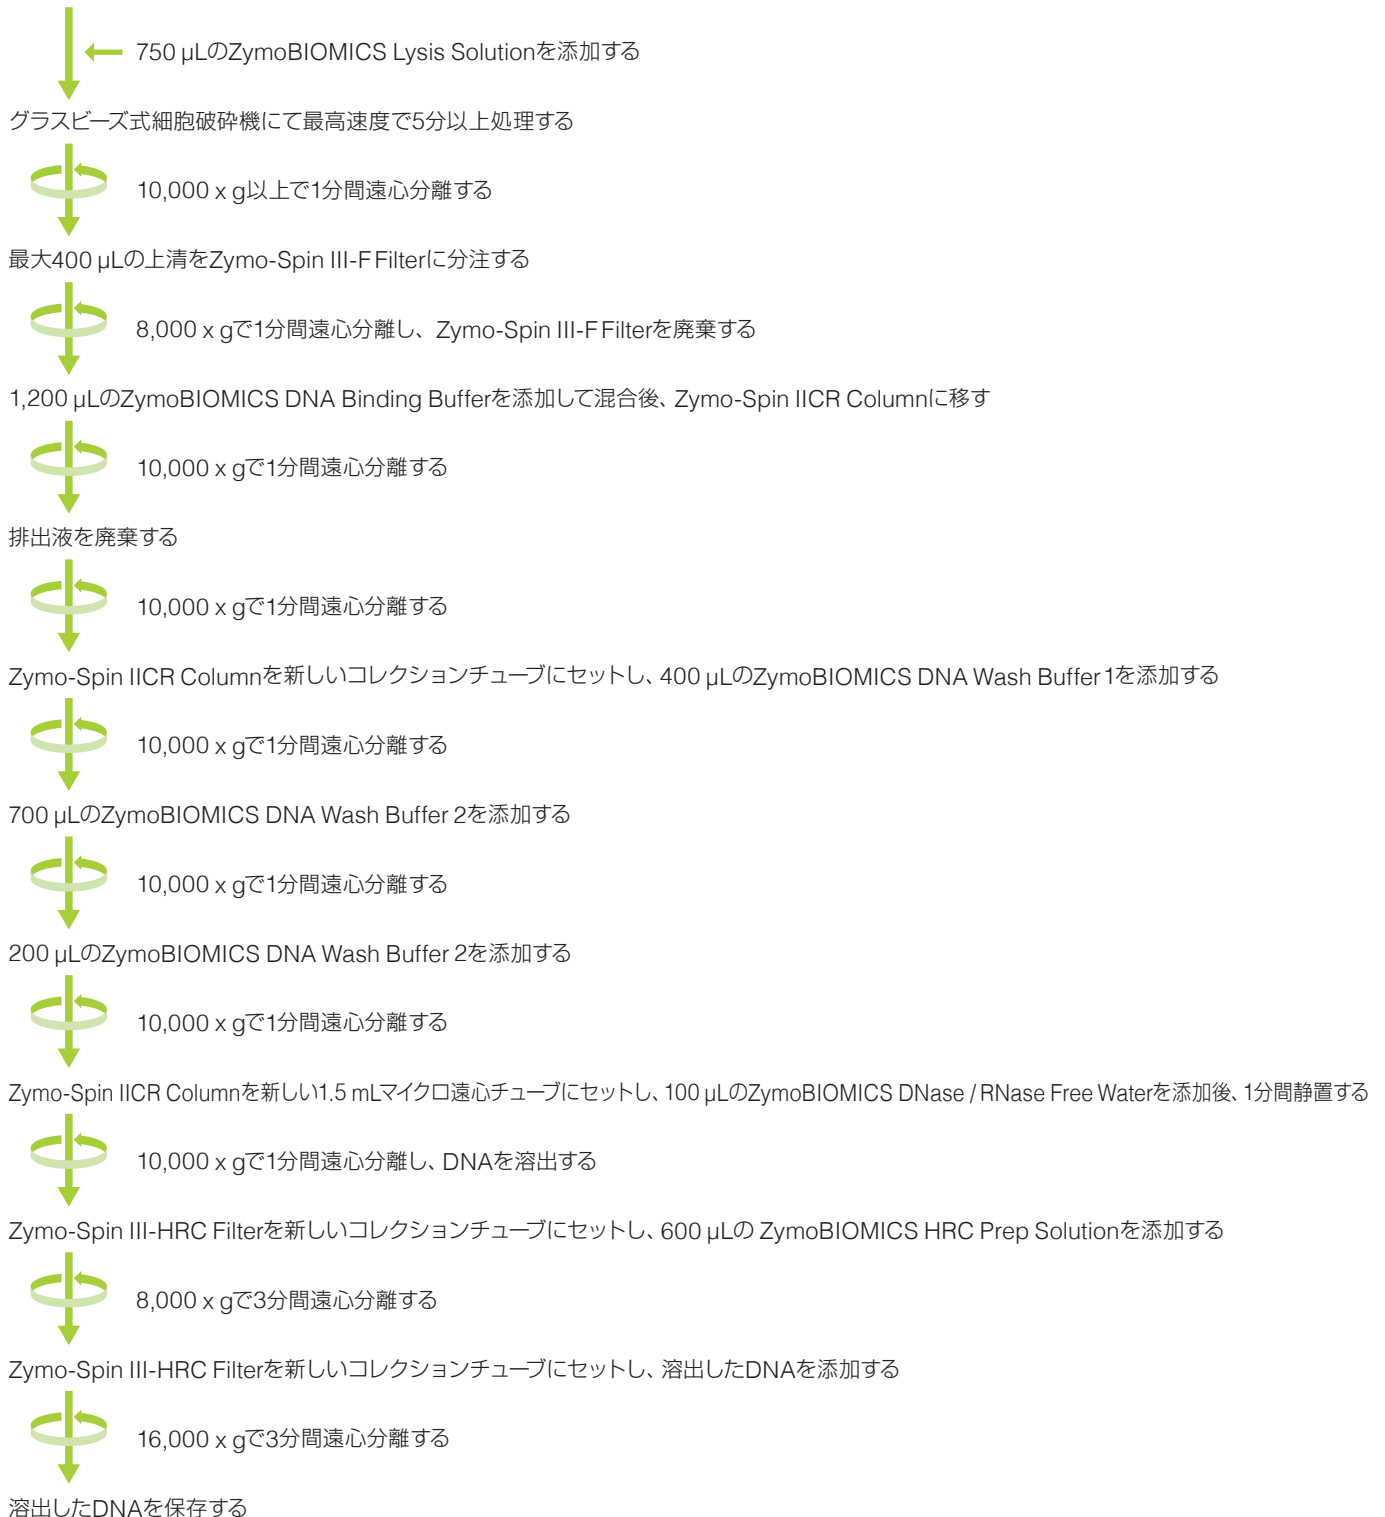 750 µLのZymoBIOMICS Lysis Solutionを添加する
グラスビーズ式細胞破砕機にて最高速度で5分以上処理する
10,000 x g以上で1分間遠心分離する
最大400 µLの上清をZymo-Spin III-F Filterに分注する
8,000 x gで1分間遠心分離し、Zymo-Spin III-F Filterを廃棄する
1,200 µLのZymoBIOMICS DNA Binding Bufferを添加して混合後、Zymo-Spin IICR Columnに移す
10,000 x gで1分間遠心分離する
排出液を廃棄する
10,000 x gで1分間遠心分離する
Zymo-Spin IICR Columnを新しいコレクションチューブにセットし、400 µLのZymoBIOMICS DNA Wash Buffer 1を添加する
10,000 x gで1分間遠心分離する
700 µLのZymoBIOMICS DNA Wash Buffer 2を添加する
10,000 x gで1分間遠心分離する
200 µLのZymoBIOMICS DNA Wash Buffer 2を添加する
10,000 x gで1分間遠心分離する
Zymo-Spin IICR Columnを新しい1.5 mLマイクロ遠心チューブにセットし、100 µLのZymoBIOMICS DNase / RNase Free Waterを添加後、1分間静置する
10,000 x gで1分間遠心分離し、DNAを溶出する
Zymo-Spin III-HRC Filterを新しいコレクションチューブにセットし、600 µLの ZymoBIOMICS HRC Prep Solutionを添加する
8,000 x gで3分間遠心分離する
Zymo-Spin III-HRC Filterを新しいコレクションチューブにセットし、溶出したDNAを添加する
16,000 x gで3分間遠心分離する
溶出したDNAを保存する